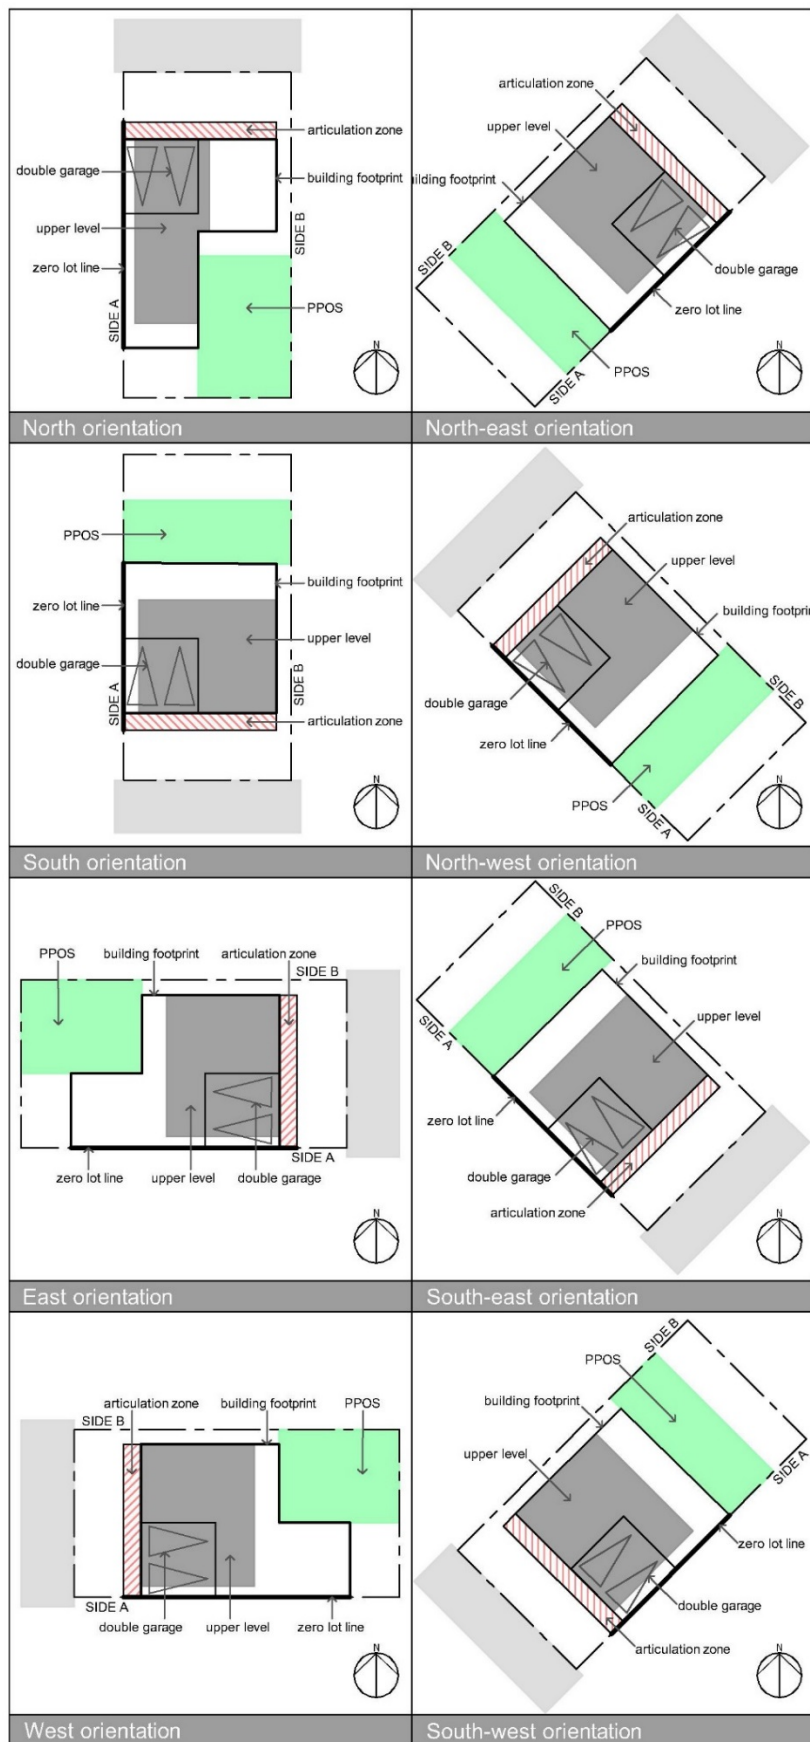 articulation zone
double garage
building footprint
upper level
zero lot line
SIDE A
SIDE B
PPOS
N
North orientation
articulation zone
upper level
uilding footprint
SIDE B
double garage
zero lot line
PPOS
SIDE A
N
North-east orientation
PPOS
building footprint
zero lot line
upper level
double garage
SIDE A
SIDE B
articulation zone
N
South orientation
articulation zone
upper level
building footprint
double garage
zero lot line
SIDE B
PPOS
SIDE A
N
North-west orientation
PPOS
building footprint
articulation zone
SIDE B
SIDE A
zero lot line
upper level
double garage
N
East orientation
SIDE B
PPOS
building footprint
upper level
SIDE A
zero lot line
double garage
articulation zone
N
South-east orientation
articulation zone
building footprint
PPOS
SIDE B
SIDE A
double garage
upper level
zero lot line
N
West orientation
SIDE B
PPOS
building footprint
upper level
SIDE A
zero lot line
double garage
articulation zone
N
South-west orientation